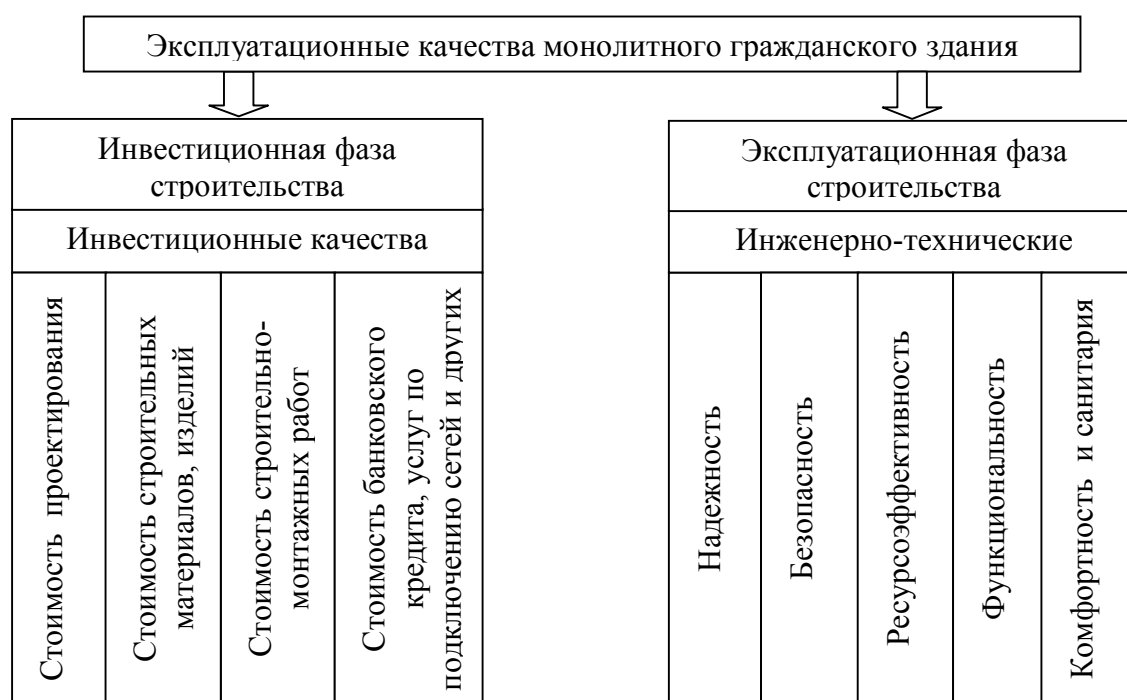 Эксплуатационные качества монолитного гражданского здания
Инвестиционная фаза
строительства
Инвестиционные качества
Стоимость проектирования
Стоимость строительных
материалов, изделий
Стоимость строительно-
монтажных работ
Стоимость банковского
кредита, услуг по
подключению сетей и других
Эксплуатационная фаза
строительства
Инженерно-технические
Надежность
Безопасность
Ресурсоэффективность
Функциональность
Комфортность и санитария